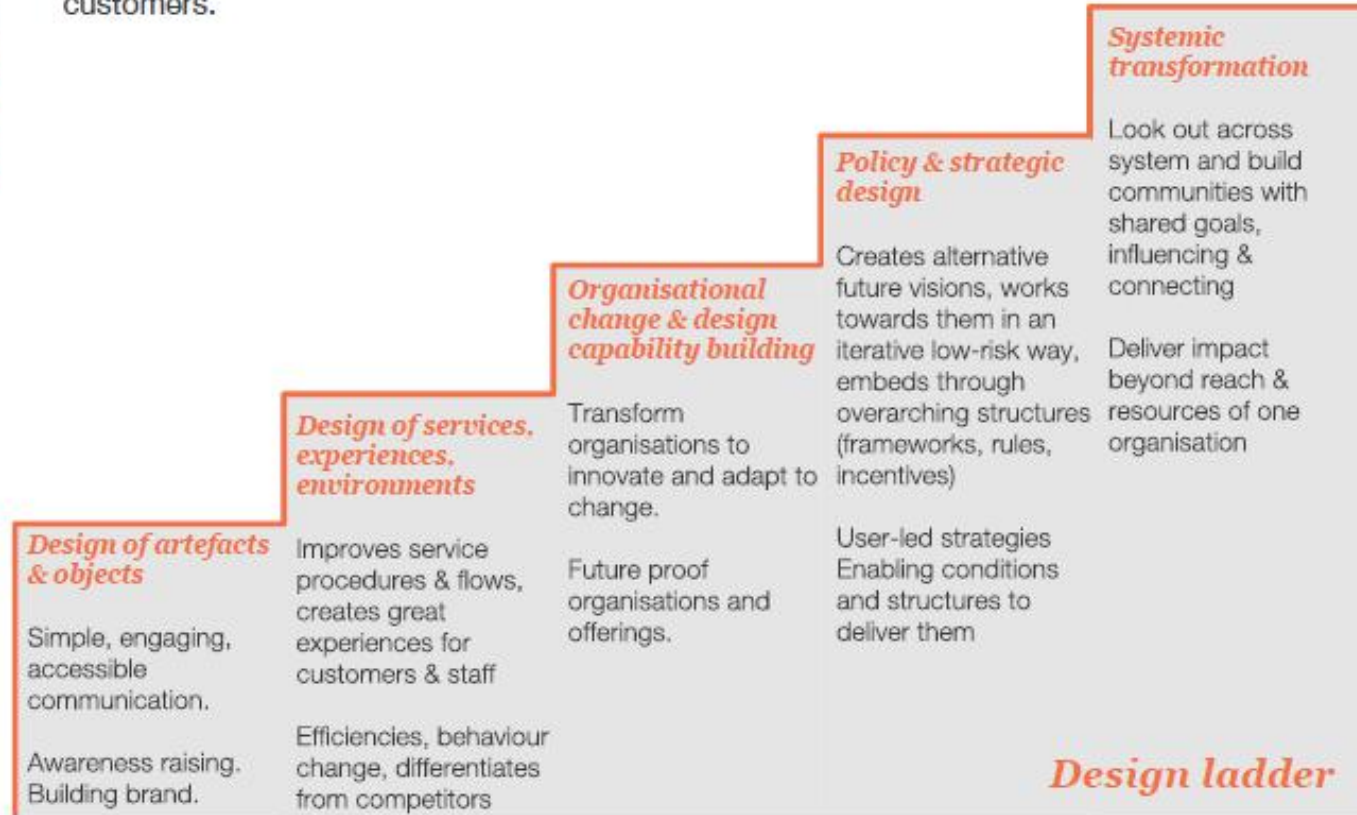 customers.
Design of artefacts
& objects
Simple, engaging,
accessible
communication.
Awareness raising.
Building brand.
Design of services,
experiences,
environments
Improves service
procedures & flows,
creates great
experiences for
customers & staff
Efficiencies, behaviour
change, differentiates
from competitors
Organisational
change & design
capability building
Transform
organisations to
innovate and adapt to
change.
Future proof
organisations and
offerings.
Policy & strategic
design
Creates alternative
future visions, works
towards them in an
iterative low-risk way,
embeds through
overarching structures
(frameworks, rules,
incentives)
User-led strategies
Enabling conditions
and structures to
deliver them
Systemic
transformation
Look out across
system and build
communities with
shared goals,
influencing &
connecting
Deliver impact
beyond reach &
resources of one
organisation
Design ladder